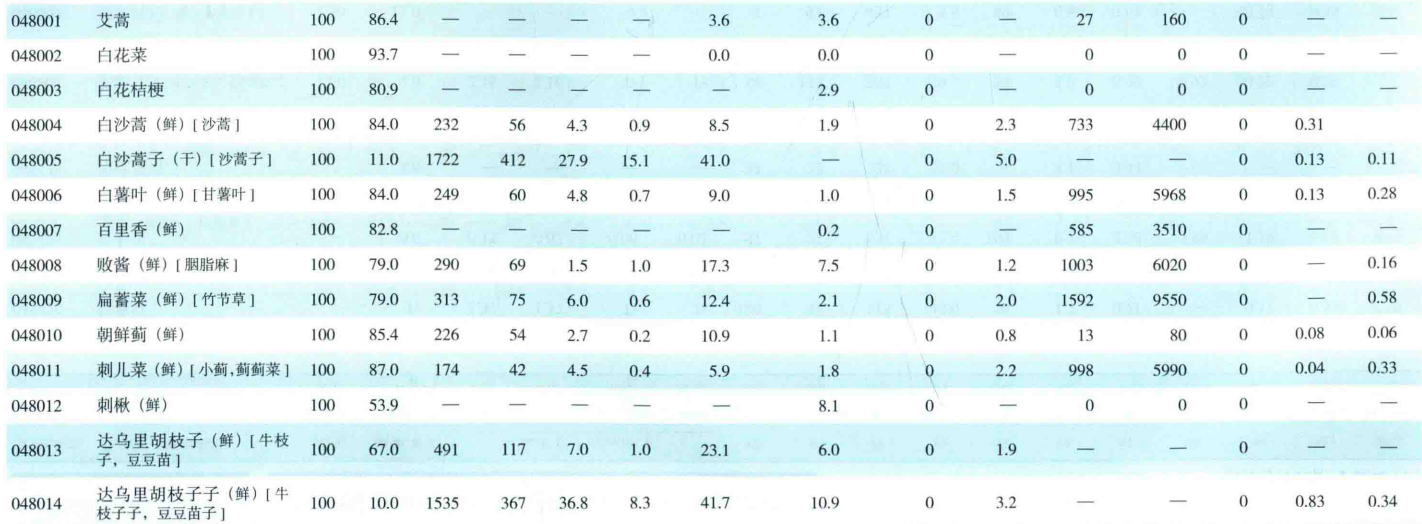 048001 艾蒿 100 86.4 — — — — 3.6 3.6 0 — 27 160 0 — —
048002 白花菜 100 93.7 — — — — 0.0 0.0 0 — 0 0 0 — —
048003 白花桔梗 100 80.9 — — — — — 2.9 0 — 0 0 0 — —
048004 白沙蒿（鲜）[ 沙蒿 ] 100 84.0 232 56 4.3 0.9 8.5 1.9 0 2.3 733 4400 0 0.31
048005 白沙蒿子（干）[ 沙蒿子 ] 100 11.0 1722 412 27.9 15.1 41.0 — 0 5.0 — — 0 0.13 0.11
048006 白薯叶（鲜）[ 甘薯叶 ] 100 84.0 249 60 4.8 0.7 9.0 1.0 0 1.5 995 5968 0 0.13 0.28
048007 百里香（鲜） 100 82.8 — — — — — 0.2 0 — 585 3510 0 — —
048008 败酱（鲜）[ 胭脂麻 ] 100 79.0 290 69 1.5 1.0 17.3 7.5 0 1.2 1003 6020 0 — 0.16
048009 扁蓄菜（鲜）[ 竹节草 ] 100 79.0 313 75 6.0 0.6 12.4 2.1 0 2.0 1592 9550 0 — 0.58
048010 朝鲜蓟（鲜） 100 85.4 226 54 2.7 0.2 10.9 1.1 0 0.8 13 80 0 0.08 0.06
048011 刺儿菜（鲜）[ 小蓟,蓟蓟菜 ] 100 87.0 174 42 4.5 0.4 5.9 1.8 0 2.2 998 5990 0 0.04 0.33
048012 刺楸（鲜） 100 53.9 — — — — — 8.1 0 — 0 0 0 — —
048013 达乌里胡枝子（鲜）[ 牛枝 100 67.0 491 117 7.0 1.0 23.1 6.0 0 1.9 — — 0 — —
子，豆豆苗 ]
048014 达乌里胡枝子子（鲜）[ 牛 100 10.0 1535 367 36.8 8.3 41.7 10.9 0 3.2 — — 0 0.83 0.34
枝子子，豆豆苗子 ]